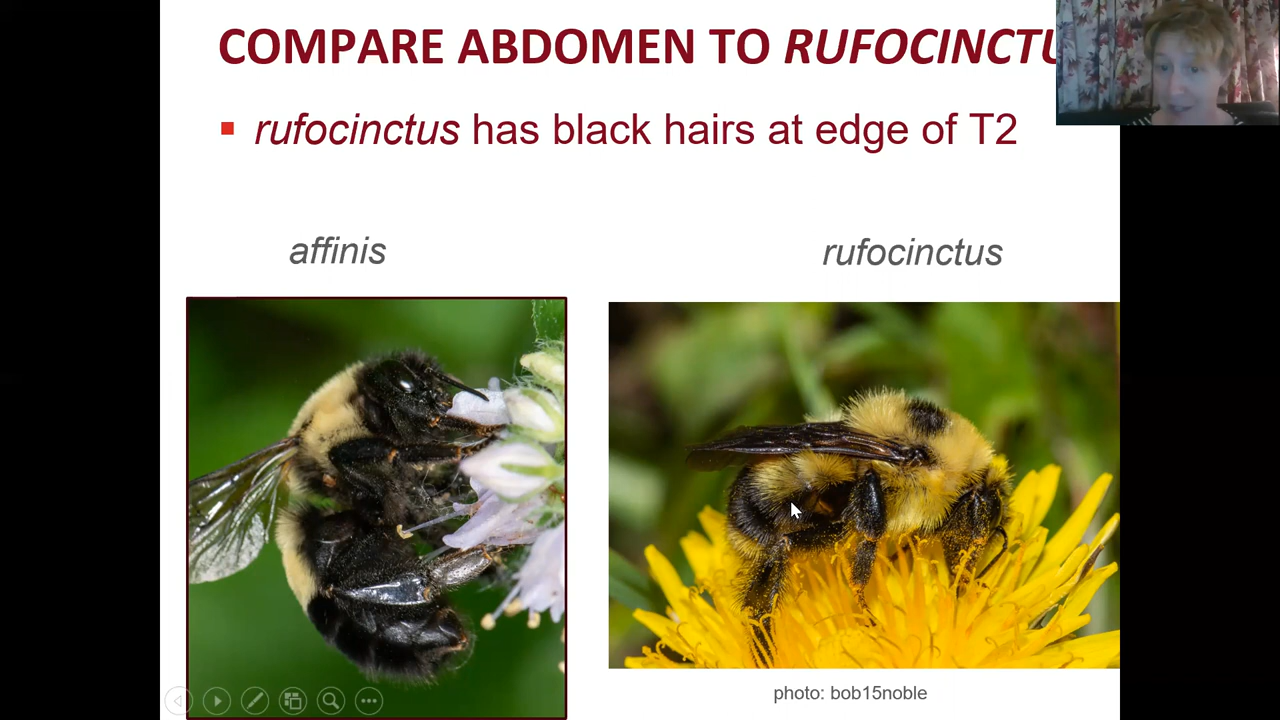 COMPARE ABDOMEN TO RUFOCINCTU
rufocinctus has black hairs at edge of T2
affinis
rufocinctus
photo: bob15noble